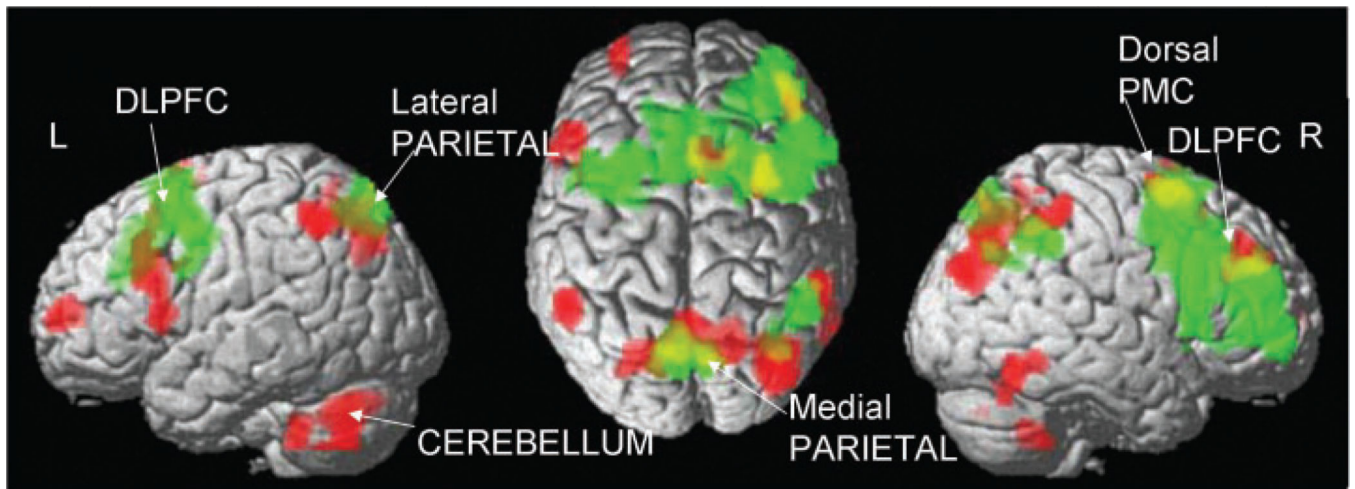 L
DLPFC
Lateral
PARIETAL
CEREBELLUM
Medial
PARIETAL
Dorsal
PMC
DLPFC R